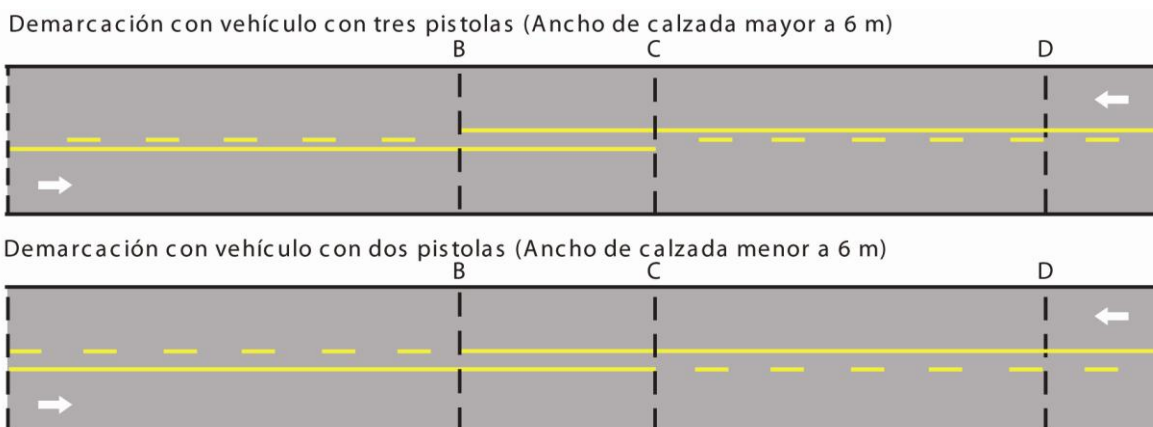 Demarcación con vehículo con tres pistolas (Ancho de calzada mayor a 6 m)
B C D
Demarcación con vehículo con dos pistolas (Ancho de calzada menor a 6 m)
B C D